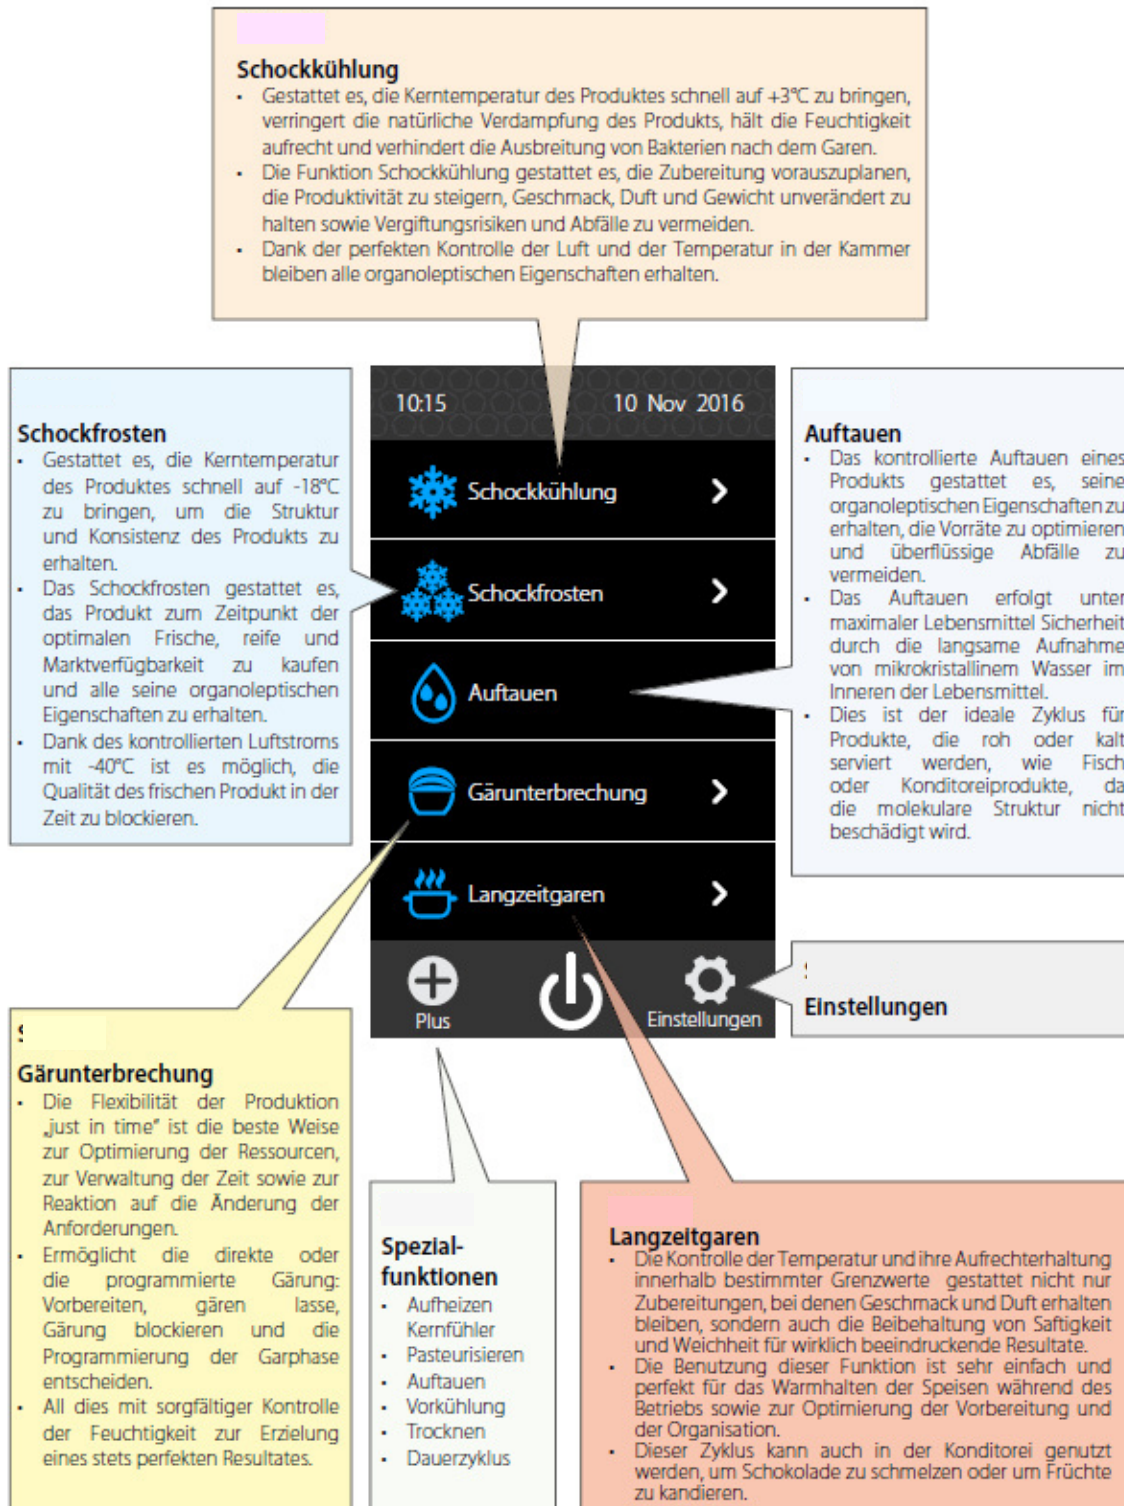 Schockkühlung
• Gestattet es, die Kerntemperatur des Produktes schnell auf +3°C zu bringen,
verringert die natürliche Verdampfung des Produkts, hält die Feuchtigkeit
aufrecht und verhindert die Ausbreitung von Bakterien nach dem Garen.
• Die Funktion Schockkühlung gestattet es, die Zubereitung vorauszuplanen,
die Produktivität zu steigern, Geschmack, Duft und Gewicht unverändert zu
halten sowie Vergiftungsrisiken und Abfälle zu vermeiden.
• Dank der perfekten Kontrolle der Luft und der Temperatur in der Kammer
bleiben alle organoleptischen Eigenschaften erhalten.
Schockfrosten
• Gestattet es, die Kerntemperatur
des Produktes schnell auf -18°C
zu bringen, um die Struktur
und Konsistenz des Produkts zu
erhalten.
• Das Schockfrosten gestattet es,
das Produkt zum Zeitpunkt der
optimalen Frische, reife und
Marktverfügbarkeit zu kaufen
und alle seine organoleptischen
Eigenschaften zu erhalten.
• Dank des kontrollierten Luftstroms
mit -40°C ist es möglich, die
Qualität des frischen Produkt in der
Zeit zu blockieren.
10:15 10 Nov 2016
Schockkühlung
Schockfrosten
Auftauen
Gärunterbrechung
Langzeitgaren
Plus
Einstellungen
Auftauen
• Das kontrollierte Auftauen eines
Produkts gestattet es, seine
organoleptischen Eigenschaften zu
erhalten, die Vorräte zu optimieren
und überflüssige Abfälle zu
vermeiden.
• Das Auftauen erfolgt unter
maximaler Lebensmittel Sicherheit
durch die langsame Aufnahme
von mikrokristallinem Wasser im
Inneren der Lebensmittel.
• Dies ist der ideale Zyklus für
Produkte, die roh oder kalt
serviert werden, wie Fisch
oder Konditoreiprodukte, da
die molekulare Struktur nicht
beschädigt wird.
Einstellungen
Gärunterbrechung
• Die Flexibilität der Produktion
„just in time" ist die beste Weise
zur Optimierung der Ressourcen,
zur Verwaltung der Zeit sowie zur
Reaktion auf die Änderung der
Anforderungen.
• Ermöglicht die direkte oder
die programmierte Gärung:
Vorbereiten, gären lasse,
Gärung blockieren und die
Programmierung der Garphase
entscheiden.
• All dies mit sorgfältiger Kontrolle
der Feuchtigkeit zur Erzielung
eines stets perfekten Resultates.
Spezial-
funktionen
• Aufheizen
Kernfühler
• Pasteurisieren
• Auftauen
• Vorkühlung
• Trocknen
• Dauerzyklus
Langzeitgaren
• Die Kontrolle der Temperatur und ihre Aufrechterhaltung
innerhalb bestimmter Grenzwerte gestattet nicht nur
Zubereitungen, bei denen Geschmack und Duft erhalten
bleiben, sondern auch die Beibehaltung von Saftigkeit
und Weichheit für wirklich beeindruckende Resultate.
• Die Benutzung dieser Funktion ist sehr einfach und
perfekt für das Warmhalten der Speisen während des
Betriebs sowie zur Optimierung der Vorbereitung und
der Organisation.
• Dieser Zyklus kann auch in der Konditorei genutzt
werden, um Schokolade zu schmelzen oder um Früchte
zu kandieren.